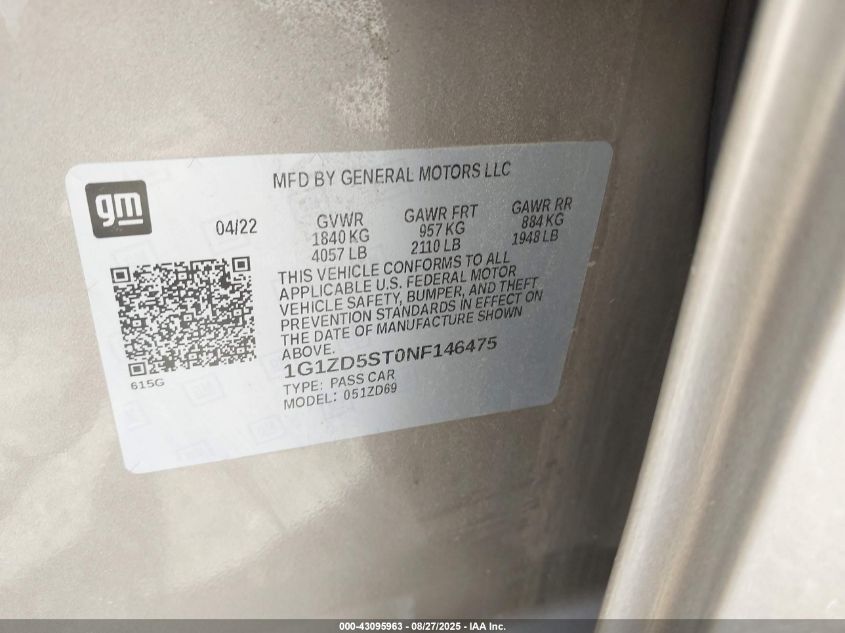 MFD BY GENERAL MOTORS LLC
gm
04/22
GVWR
1840 KG
4057 LB
GAWR FRT
957 KG
2110 LB
GAWR RR
884 KG
1948 LB
THIS VEHICLE CONFORMS TO ALL
APPLICABLE U.S. FEDERAL MOTOR
VEHICLE SAFETY, BUMPER, AND THEFT
PREVENTION STANDARDS IN EFFECT ON
THE DATE OF MANUFACTURE SHOWN
ABOVE.
1G1ZD5ST0NF146475
TYPE: PASS CAR
MODEL: 051ZD69
615G
000-43095963 - 08/27/2025 - IAA Inc.